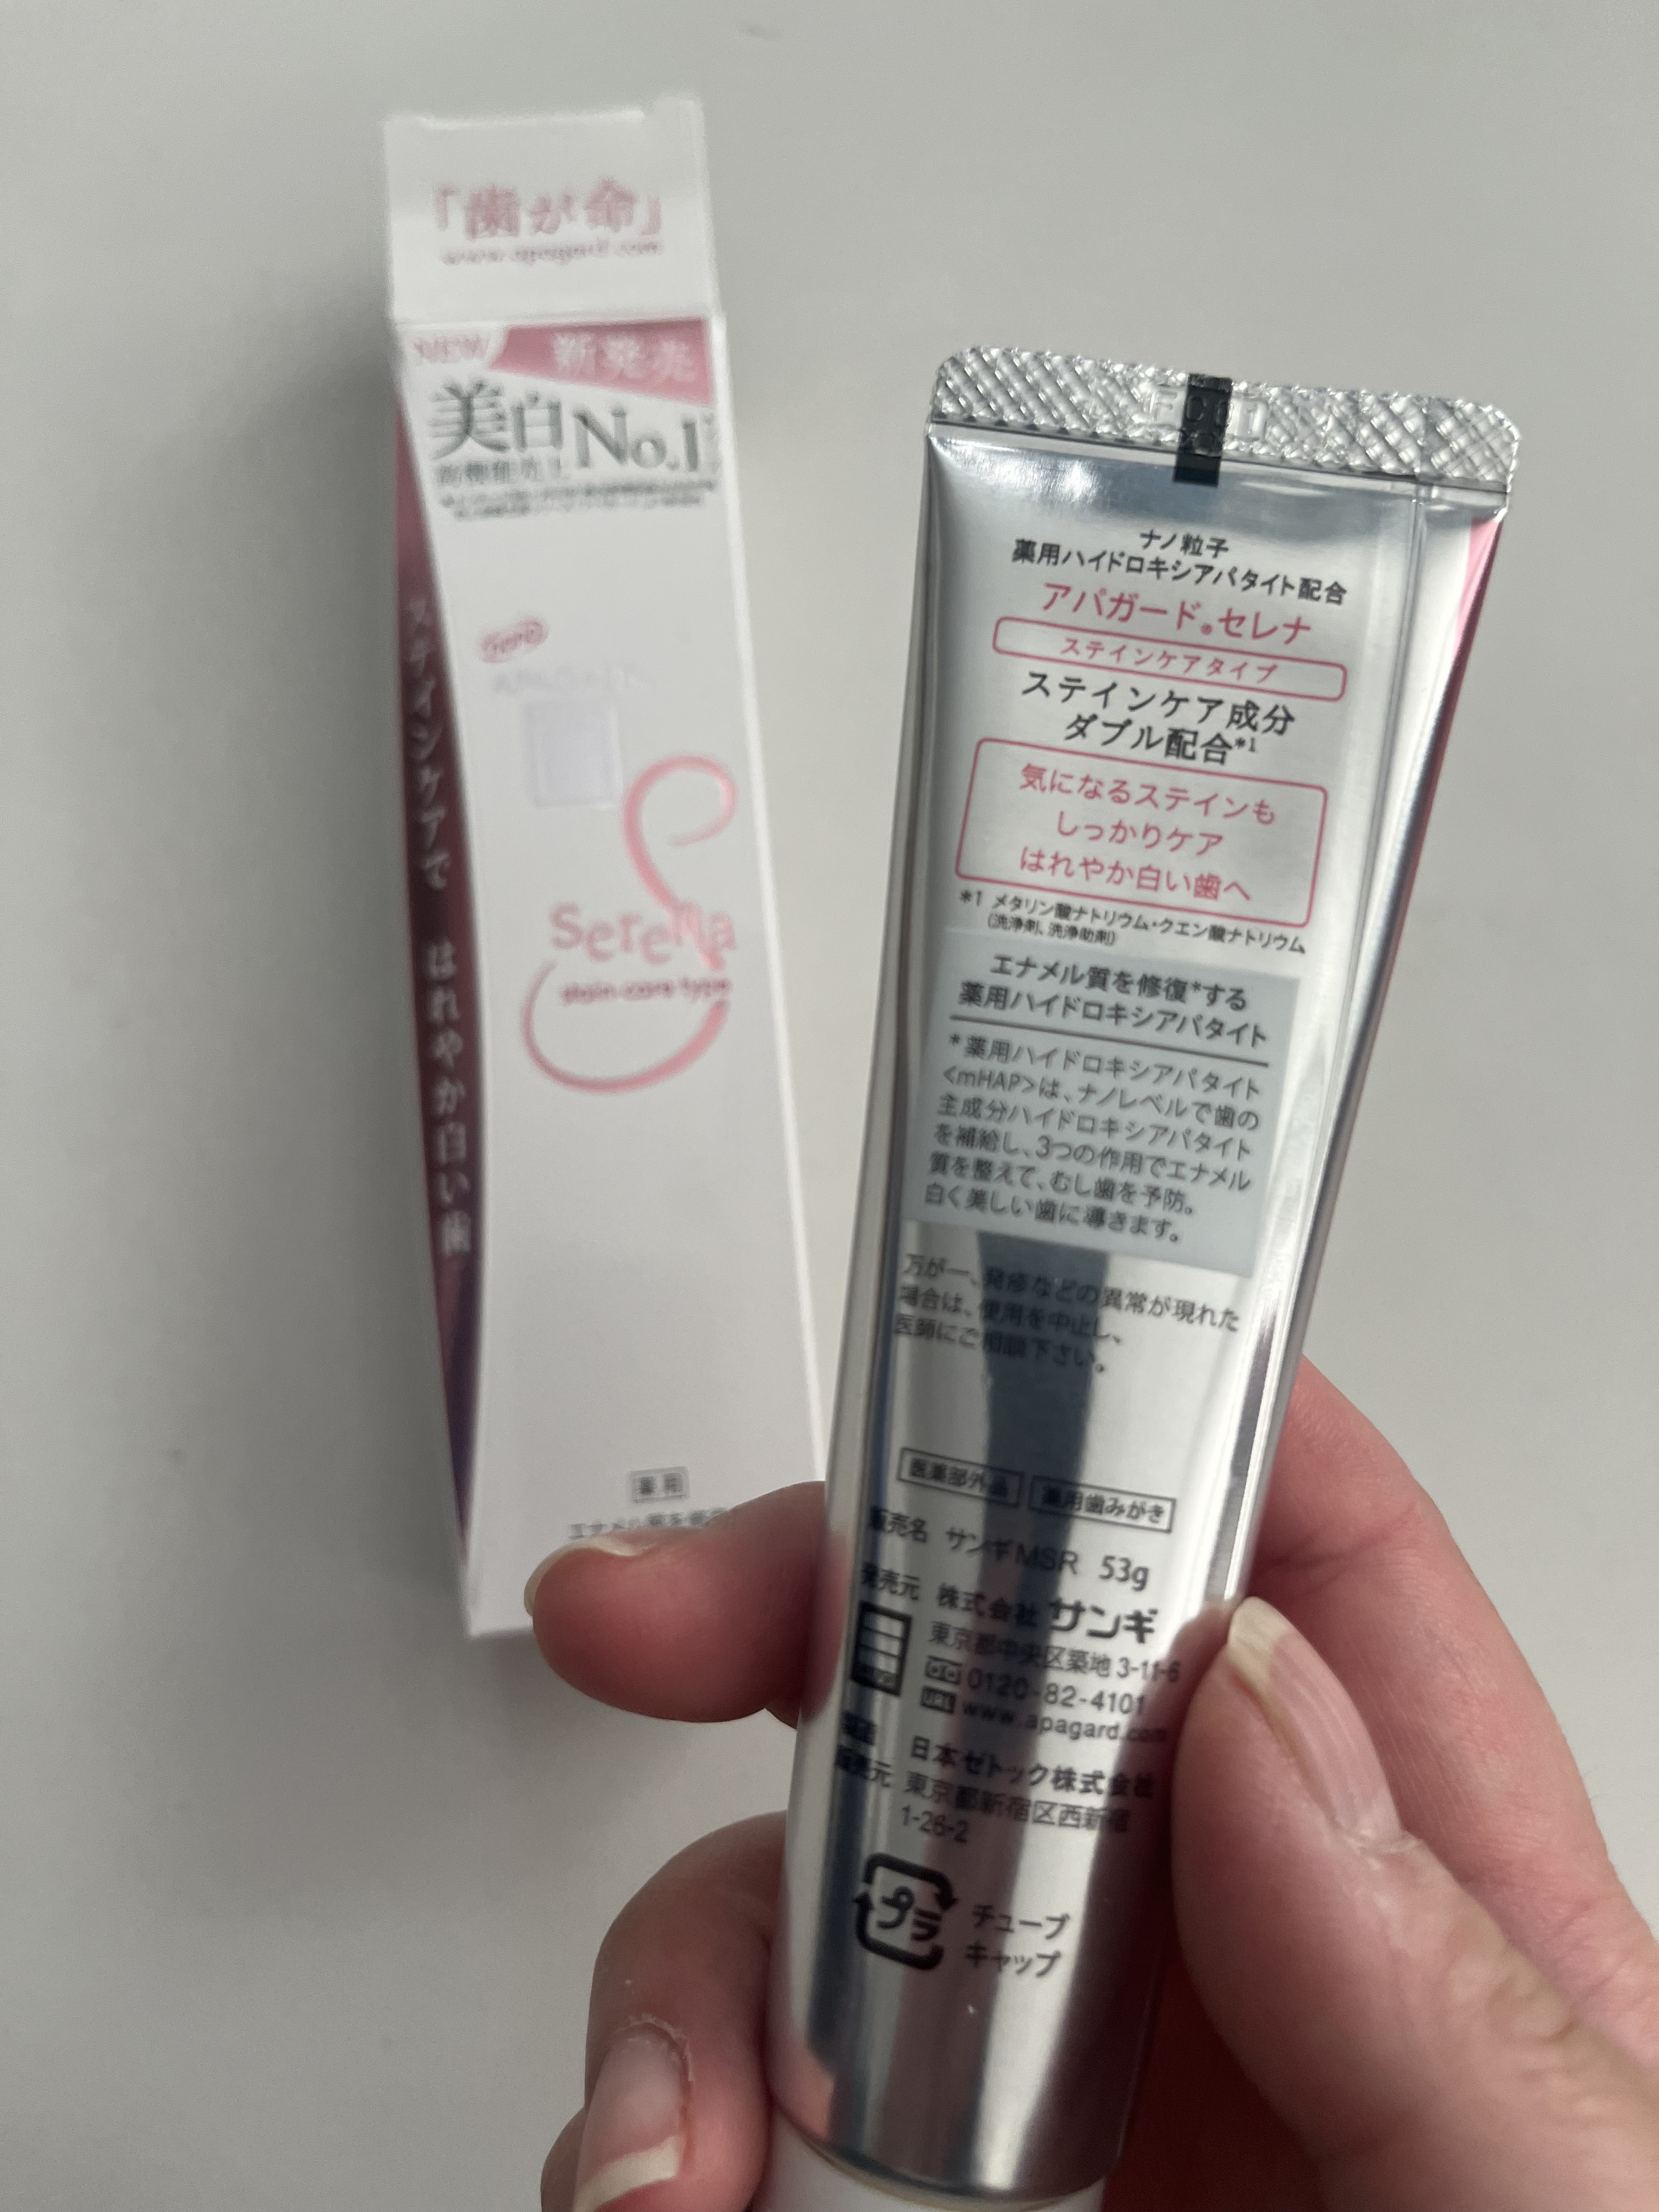 「歯が命」
www.apagard.com
NEW 新発売
美白
No.1
ステインケアで はれやか白い歯
Serena
stain care type
薬用
ナノ粒子
薬用ハイドロキシアパタイト配合
アパガード®セレナ
ステインケアタイプ
ステインケア成分
ダブル配合*1
気になるステインも
しっかりケア
はれやか白い歯へ
*1 メタリン酸ナトリウム・クエン酸ナトリウム
(洗浄剤、洗浄助剤)
エナメル質を修復*する
薬用ハイドロキシアパタイト
*薬用ハイドロキシアパタイト
<mHAP>は、ナノレベルで歯の
主成分ハイドロキシアパタイト
を補給し、3つの作用でエナメル
質を整えて、むし歯を予防。
白く美しい歯に導きます。
万が一、発疹などの異常が現れた
場合は、使用を中止し、
医師にご相談下さい。
医薬部外品 薬用歯みがき
販売名 サンギMSR 53g
発売元 株式会社サンギ
東京都中央区築地3-11-6
0120-82-4101
www.apagard.com
製造
販売元 日本ゼトック株式会社
東京都新宿区西新宿
1-26-2
プラ
チューブ
キャップ